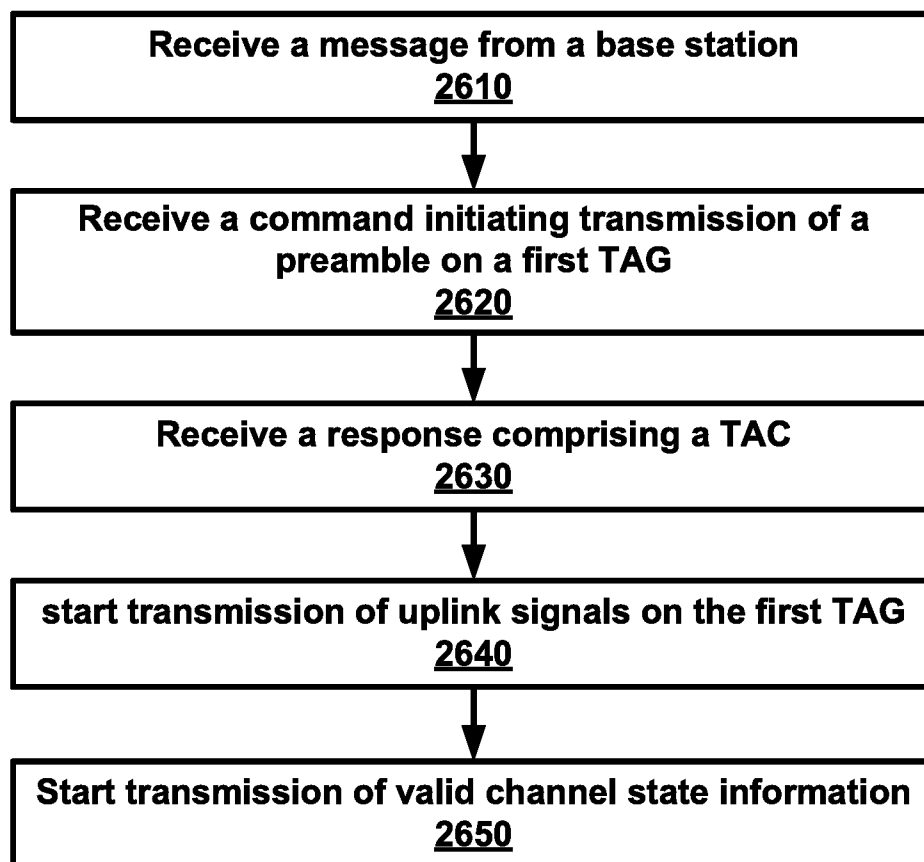 Receive a message from a base station
2610
Receive a command initiating transmission of a
preamble on a first TAG
2620
Receive a response comprising a TAC
2630
start transmission of uplink signals on the first TAG
2640
Start transmission of valid channel state information
2650